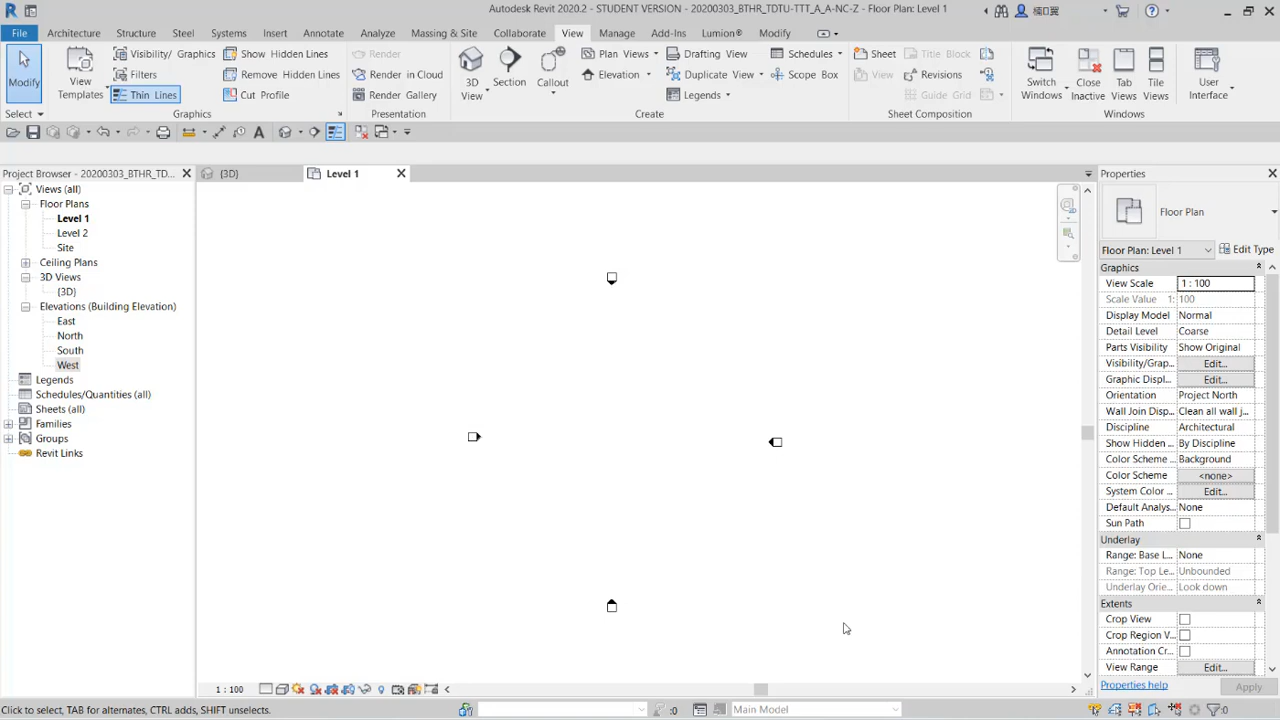 Autodesk Revit 2020.2 - STUDENT VERSION - 20200303_BTHR_TDTU-TTT_A_A-NC-Z - Floor Plan: Level 1
File Architecture Structure Steel Systems Insert Annotate Analyze Massing & Site Collaborate View Manage Add-Ins Lumion® Modify
Modify
View
Templates
Visibility/ Graphics
Filters
Thin Lines
Show Hidden Lines
Remove Hidden Lines
Cut Profile
Render
Render in Cloud
Render Gallery
3D
View
Section
Callout
Plan Views
Elevation
Drafting View
Duplicate View
Legends
Schedules
Scope Box
Sheet
View
Title Block
Revisions
Guide Grid
Switch
Windows
Close
Inactive
Tab
Views
Tile
Views
User
Interface
Select Graphics Presentation Create Sheet Composition Windows
Project Browser - 20200303_BTHR_TD...
Views (all)
Floor Plans
Level 1
Level 2
Site
Ceiling Plans
3D Views
{3D}
Elevations (Building Elevation)
East
North
South
West
Legends
Schedules/Quantities (all)
Sheets (all)
Families
Groups
Revit Links
{3D}
Level 1
Properties
Floor Plan
Floor Plan: Level 1 Edit Type
Graphics
View Scale 1 : 100
Scale Value 1: 100
Display Model Normal
Detail Level Coarse
Parts Visibility Show Original
Visibility/Grap... Edit...
Graphic Displ... Edit...
Orientation Project North
Wall Join Disp... Clean all wall j...
Discipline Architectural
Show Hidden ... By Discipline
Color Scheme ... Background
Color Scheme <none>
System Color ... Edit...
Default Analys... None
Sun Path
Underlay
Range: Base L... None
Range: Top Le... Unbounded
Underlay Orie... Look down
Extents
Crop View
Crop Region V...
Annotation Cr...
View Range Edit...
Properties help Apply
1 : 100
Click to select, TAB for alternates, CTRL adds, SHIFT unselects.
:0
Main Model
:0